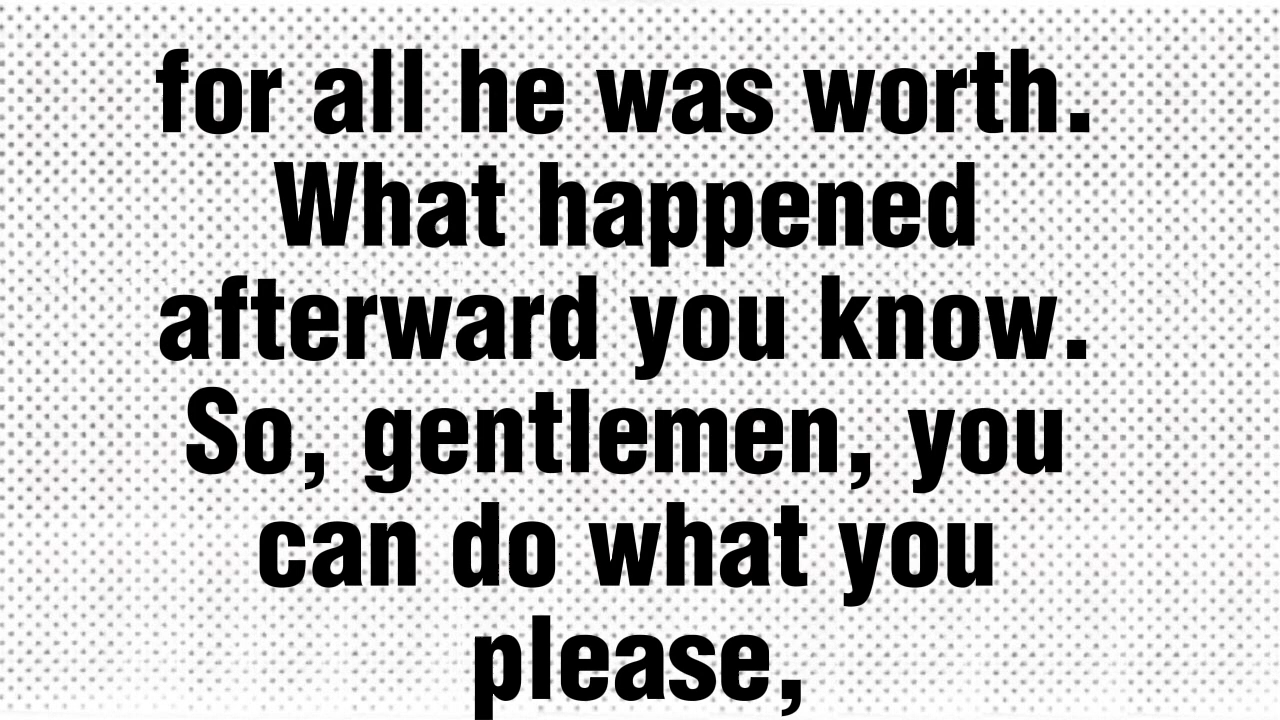 for all he was worth.
What happened
afterward you know.
So, gentlemen, you
can do what you
please,